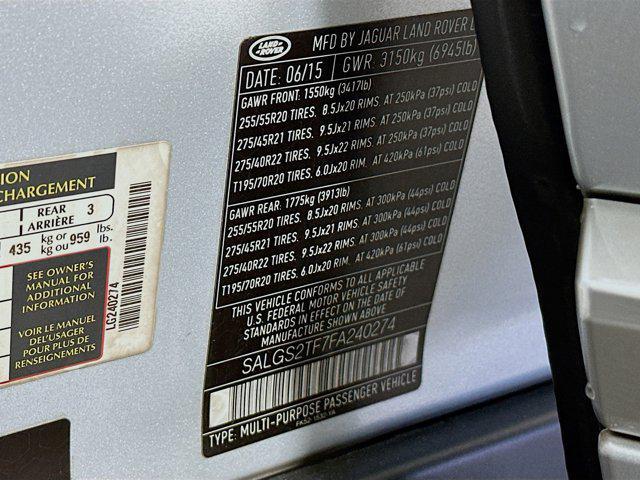 LAND ROVER
MFD BY JAGUAR LAND ROVER
DATE: 06/15 GWR: 3150kg (6945lb)
GAWR FRONT: 1550kg (3417lb)
255/55R20 TIRES. 8.5Jx20 RIMS. AT 250kPa (37psi) COLD
275/45R21 TIRES. 9.5Jx21 RIMS. AT 250kPa (37psi) COLD
275/40R22 TIRES. 9.5Jx22 RIMS. AT 250kPa (37psi) COLD
T195/70R20 TIRES. 6.0Jx20 RIM. AT 420kPa (61psi) COLD
GAWR REAR: 1775kg (3913lb)
255/55R20 TIRES. 8.5Jx20 RIMS. AT 300kPa (44psi) COLD
275/45R21 TIRES. 9.5Jx21 RIMS. AT 300kPa (44psi) COLD
275/40R22 TIRES. 9.5Jx22 RIMS. AT 300kPa (44psi) COLD
T195/70R20 TIRES. 6.0Jx20 RIM. AT 420kPa (61psi) COLD
THIS VEHICLE CONFORMS TO ALL APPLICABLE
U.S. FEDERAL MOTOR VEHICLE SAFETY
STANDARDS IN EFFECT ON THE DATE OF
MANUFACTURE SHOWN ABOVE.
SALGS2TF7FA240274
TYPE: MULTI-PURPOSE PASSENGER VEHICLE
ION
CHARGEMENT
REAR
ARRIÈRE 3
435 kg or 959 lbs.
kg ou lb.
SEE OWNER'S
MANUAL FOR
ADDITIONAL
INFORMATION
VOIR LE MANUEL
DE L'USAGER
POUR PLUS DE
RENSEIGNEMENTS
LG240274